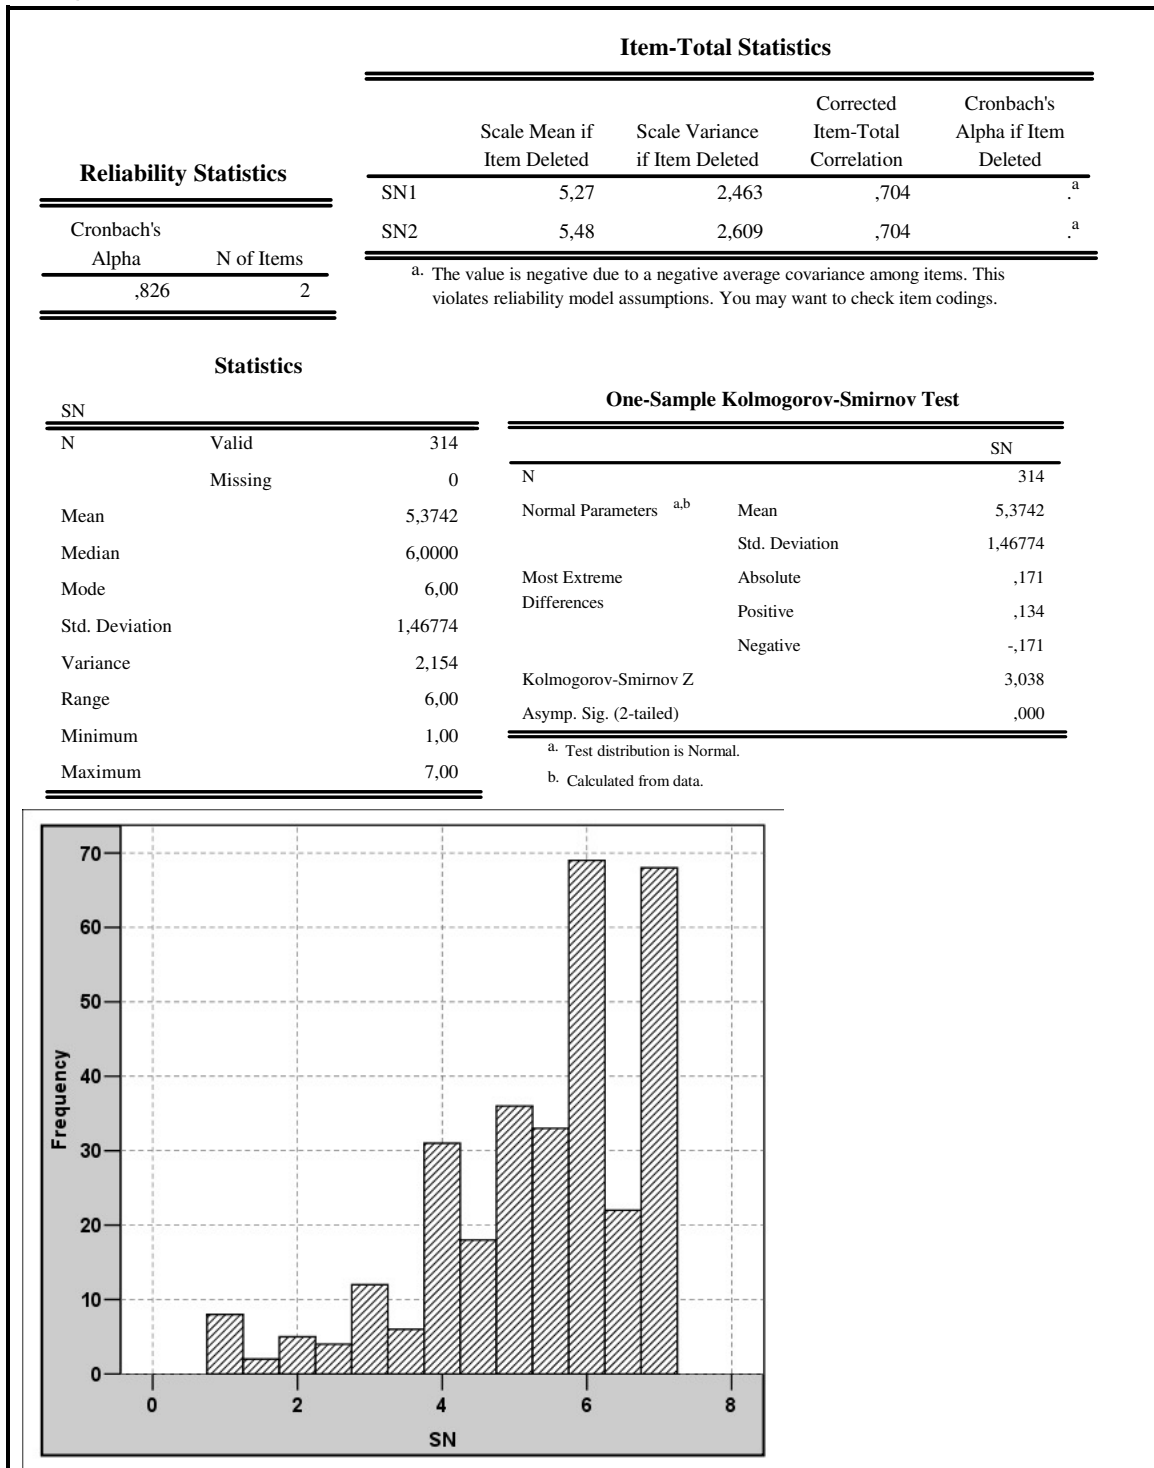 Item-Total Statistics
Scale Mean if Item Deleted Scale Variance if Item Deleted Corrected Item-Total Correlation Cronbach's Alpha if Item Deleted
SN1 5,27 2,463 ,704 .a
SN2 5,48 2,609 ,704 .a
a. The value is negative due to a negative average covariance among items. This
violates reliability model assumptions. You may want to check item codings.
Reliability Statistics
Cronbach's Alpha N of Items
,826 2
Statistics
SN
N Valid 314
Missing 0
Mean 5,3742
Median 6,0000
Mode 6,00
Std. Deviation 1,46774
Variance 2,154
Range 6,00
Minimum 1,00
Maximum 7,00
One-Sample Kolmogorov-Smirnov Test
SN
N 314
Normal Parameters a,b Mean 5,3742
Std. Deviation 1,46774
Most Extreme Differences Absolute ,171
Positive ,134
Negative -,171
Kolmogorov-Smirnov Z 3,038
Asymp. Sig. (2-tailed) ,000
a. Test distribution is Normal.
b. Calculated from data.
Frequency
70
60
50
40
30
20
10
0
0 2 4 6 8
SN